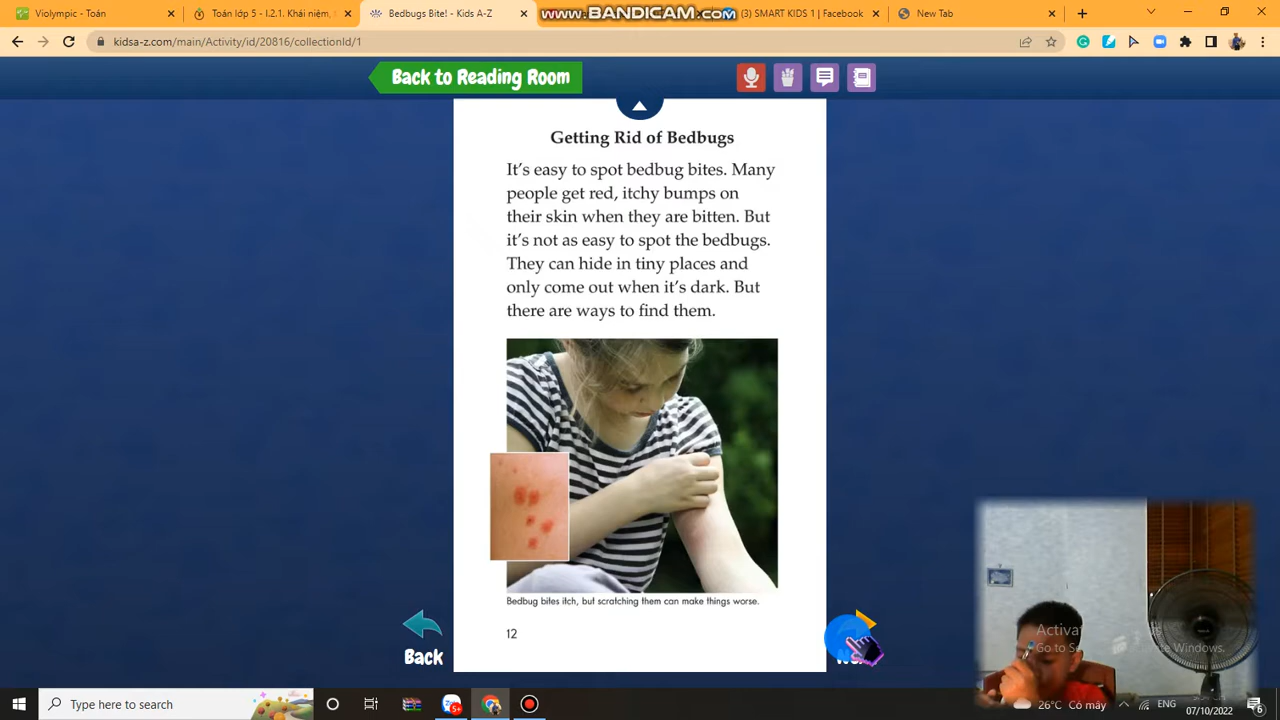 Violympic - Toán
Toán lớp 5 - I.2.1. Khái niệm,
Bedbugs Bite! - Kids A-Z
www.BANDICAM.com
(3) SMART KIDS 1 | Facebook
New Tab
kidsa-z.com/main/Activity/id/20816/collectionId/1
Back to Reading Room
Getting Rid of Bedbugs
It's easy to spot bedbug bites. Many
people get red, itchy bumps on
their skin when they are bitten. But
it's not as easy to spot the bedbugs.
They can hide in tiny places and
only come out when it's dark. But
there are ways to find them.
Bedbug bites itch, but scratching them can make things worse.
12
Back
Type here to search
5+
26°C Có mây
ENG
07/10/2022
6